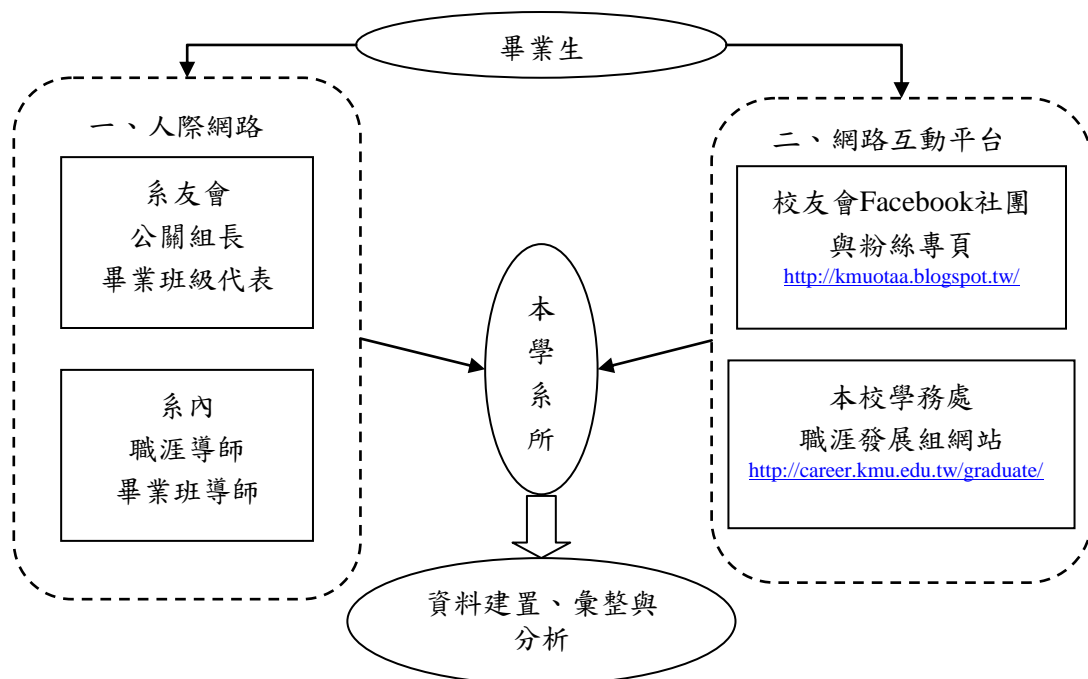 畢業生
一、人際網路
系友會
公關組長
畢業班級代表
系內
職涯導師
畢業班導師
二、網路互動平台
校友會Facebook社團
與粉絲專頁
http://kmuotaa.blogspot.tw/
本校學務處
職涯發展組網站
http://career.kmu.edu.tw/graduate/
本
學
系
所
資料建置、彙整與
分析